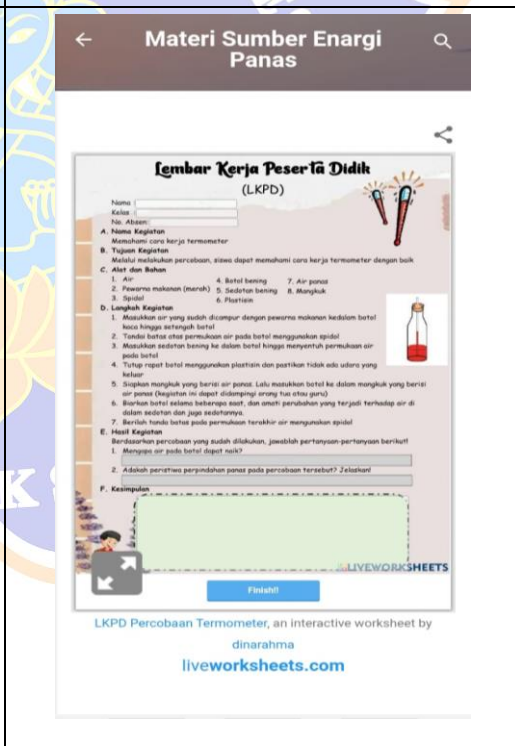 Materi Sumber Enargi
Panas
Lembar Kerja Peserta Didik
(LKPD)
Nama :
Kelas :
No. Absen:
A. Nama Kegiatan
Memahami cara kerja termometer
B. Tujuan Kegiatan
Melalui melakukan percobaan, siswa dapat memahami cara kerja termometer dengan baik
C. Alat dan Bahan
1. Air
2. Pewarna makanan (merah)
3. Spidol
4. Botol bening
5. Sedotan bening
6. Plastisin
7. Air panas
8. Mangkuk
D. Langkah Kegiatan
1. Masukkan air yang sudah dicampur dengan pewarna makanan kedalam botol
kaca hingga setengah botol
2. Tandai batas atas permukaan air pada botol menggunakan spidol
3. Masukkan sedotan bening ke dalam botol hingga menyentuh permukaan air
pada botol
4. Tutup rapat botol menggunakan plastisin dan pastikan tidak ada udara yang
keluar
5. Siapkan mangkuk yang berisi air panas. Lalu masukkan botol ke dalam mangkuk yang berisi
air panas (kegiatan ini dapat didampingi orang tua atau guru)
6. Biarkan botol selama beberapa saat, dan amati perubahan yang terjadi terhadap air di
dalam sedotan dan juga sedotannya.
7. Berilah tanda batas pada permukaan terakhir air mengunakan spidol
E. Hasil Kegiatan
Berdasarkan percobaan yang sudah dilakukan, jawablah pertanyaan-pertanyaan berikut!
1. Mengapa air pada botol dapat naik?
2. Adakah peristiwa perpindahan panas pada percobaan tersebut? Jelaskan!
F. Kesimpulan
LIVEWORKSHEETS
Finish!!
LKPD Percobaan Termometer, an interactive worksheet by
dinarahma
liveworksheets.com